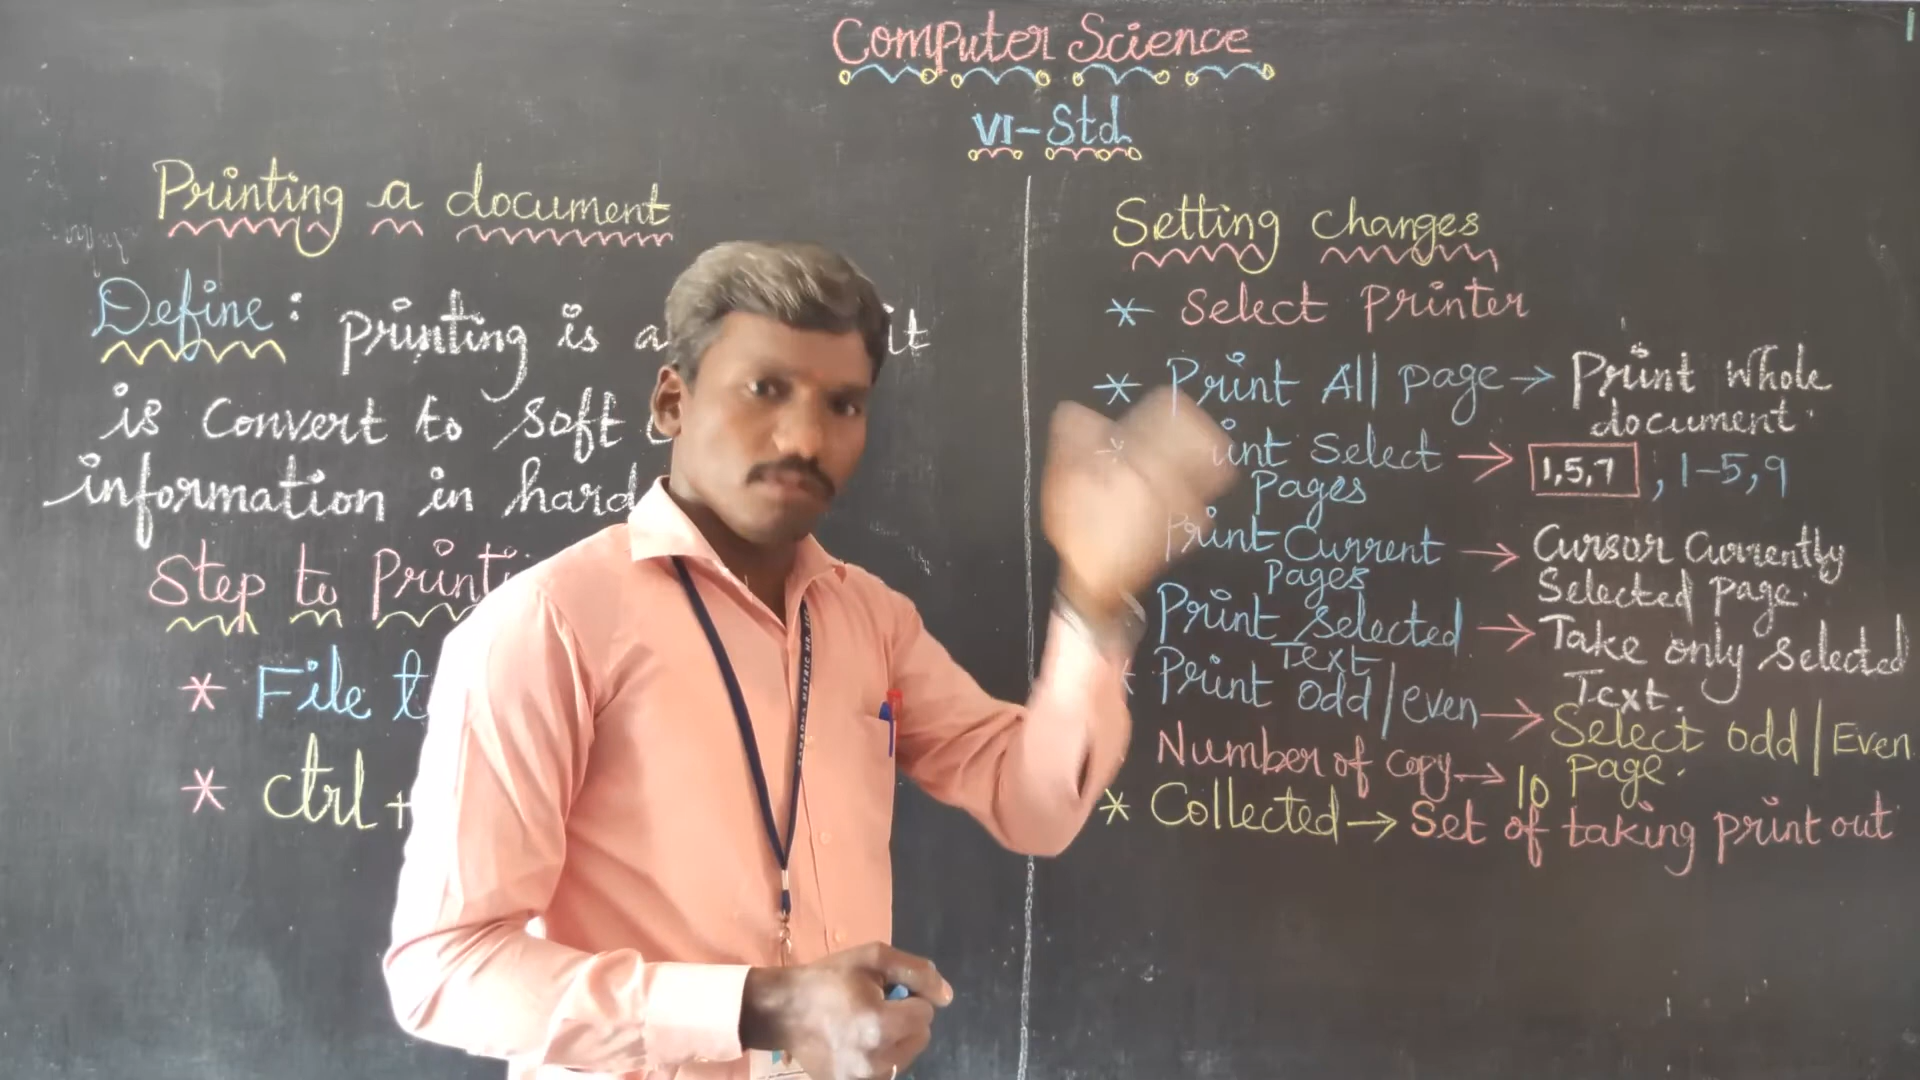 Computer Science
VI-Std
Printing a document
Define: Printing is a it
is Convert to Soft
information in hard
Step to Printi
* File t
* ctrl +
Setting changes
* Select Printer
* Print All page → Print Whole
document.
Print Select → 1,5,7 , 1-5,9
pages
Print Current → Cursor Currently
pages Selected page.
Print Selected → Take only Selected
Text Text.
* Print odd/even → Select odd/Even
page.
Number of copy → 10
* Collected → Set of taking print out